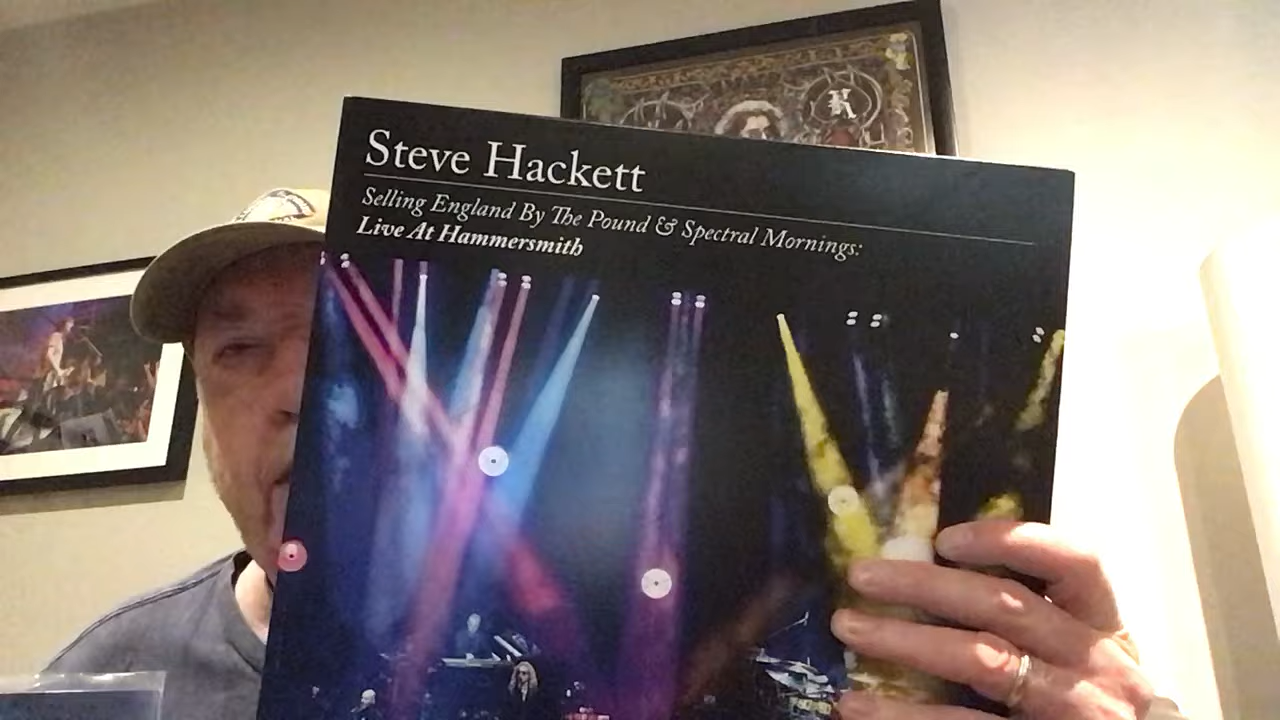 Steve Hackett
Selling England By The Pound & Spectral Mornings:
Live At Hammersmith
K